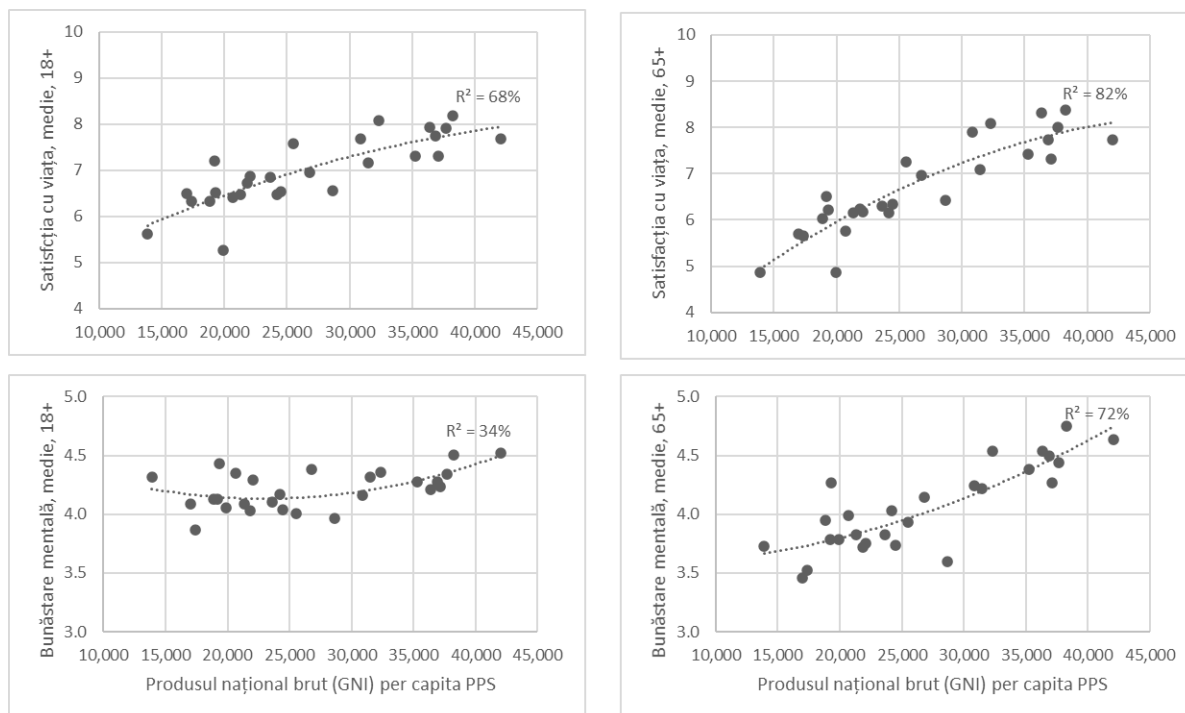 Satisfcția cu viața, medie, 18+
10
9
8
7
6
5
4
R² = 68%
10,000 15,000 20,000 25,000 30,000 35,000 40,000 45,000
Satisfacția cu viața, medie, 65+
10
9
8
7
6
5
4
R² = 82%
10,000 15,000 20,000 25,000 30,000 35,000 40,000 45,000
Bunăstare mentală, medie, 18+
5.0
4.5
4.0
3.5
3.0
R² = 34%
10,000 15,000 20,000 25,000 30,000 35,000 40,000 45,000
Produsul național brut (GNI) per capita PPS
Bunăstare mentală, medie, 65+
5.0
4.5
4.0
3.5
3.0
R² = 72%
10,000 15,000 20,000 25,000 30,000 35,000 40,000 45,000
Produsul național brut (GNI) per capita PPS